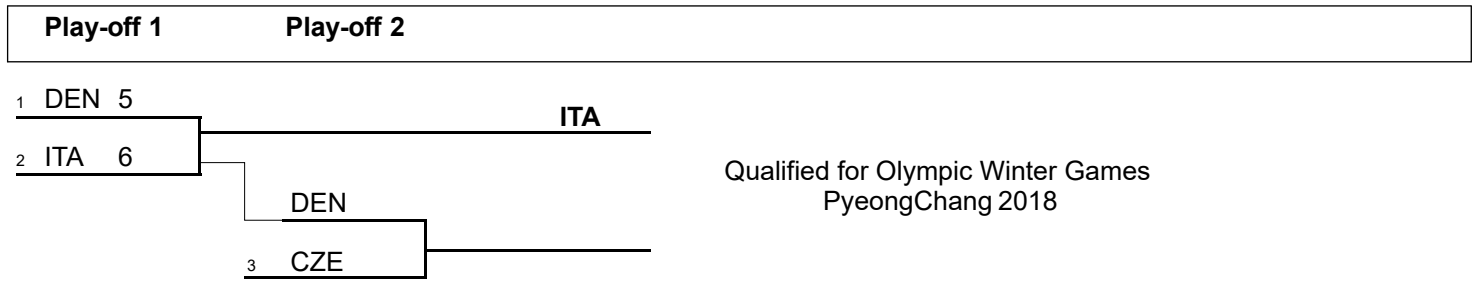 Play-off 1 Play-off 2
1 DEN 5
ITA
2 ITA 6
Qualified for Olympic Winter Games
PyeongChang 2018
DEN
3 CZE